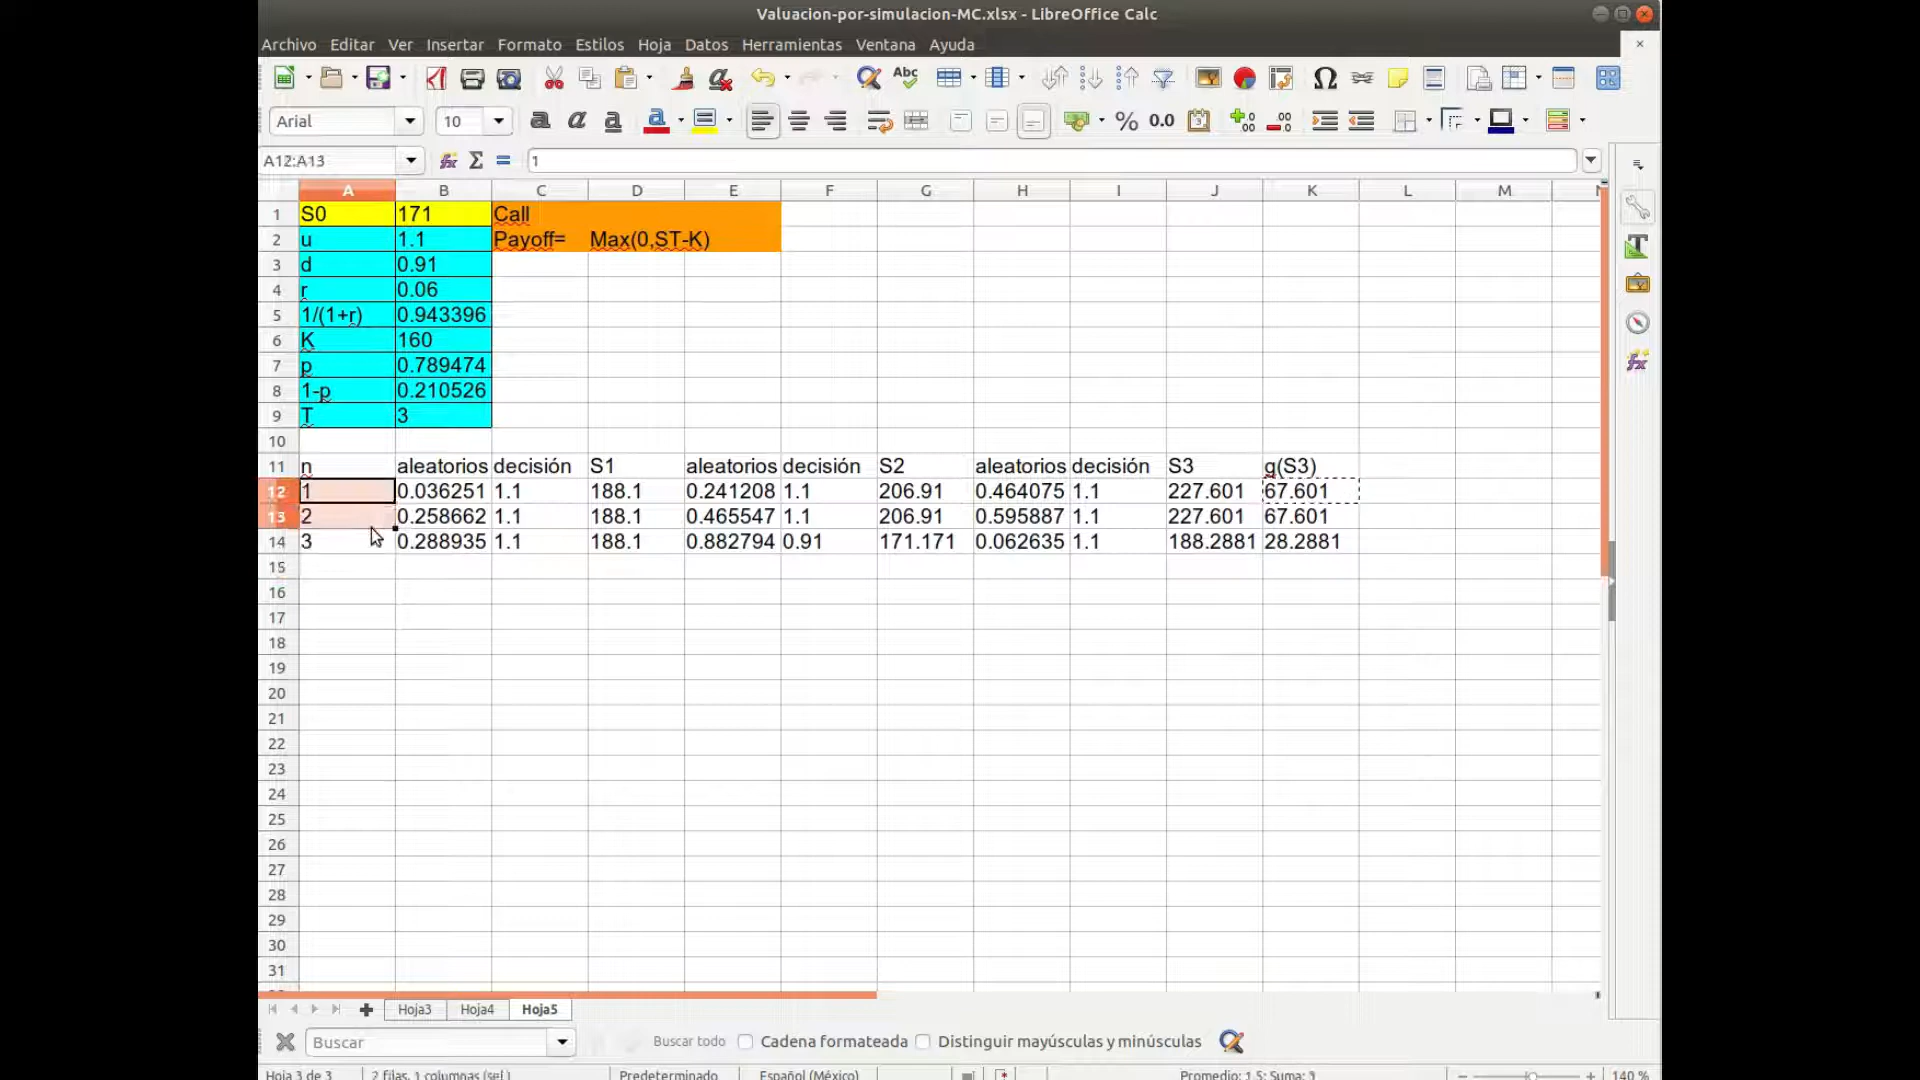 Valuacion-por-simulacion-MC.xlsx - LibreOffice Calc
Archivo Editar Ver Insertar Formato Estilos Hoja Datos Herramientas Ventana Ayuda
Arial 10
A12:A13 1
A B C D E F G H I J K L M
1 S0 171 Call
2 u 1.1 Payoff= Max(0,ST-K)
3 d 0.91
4 r 0.06
5 1/(1+r) 0.943396
6 K 160
7 p 0.789474
8 1-p 0.210526
9 T 3
10
11 n aleatorios decisión S1 aleatorios decisión S2 aleatorios decisión S3 g(S3)
12 1 0.036251 1.1 188.1 0.241208 1.1 206.91 0.464075 1.1 227.601 67.601
13 2 0.258662 1.1 188.1 0.465547 1.1 206.91 0.595887 1.1 227.601 67.601
14 3 0.288935 1.1 188.1 0.882794 0.91 171.171 0.062635 1.1 188.2881 28.2881
15
16
17
18
19
20
21
22
23
24
25
26
27
28
29
30
31
Hoja3 Hoja4 Hoja5
Buscar Buscar todo Cadena formateada Distinguir mayúsculas y minúsculas
Hoja 3 de 3 2 filas, 1 columnas (sel.) Predeterminado Español (México) Promedio: 1.5; Suma: 3 140 %